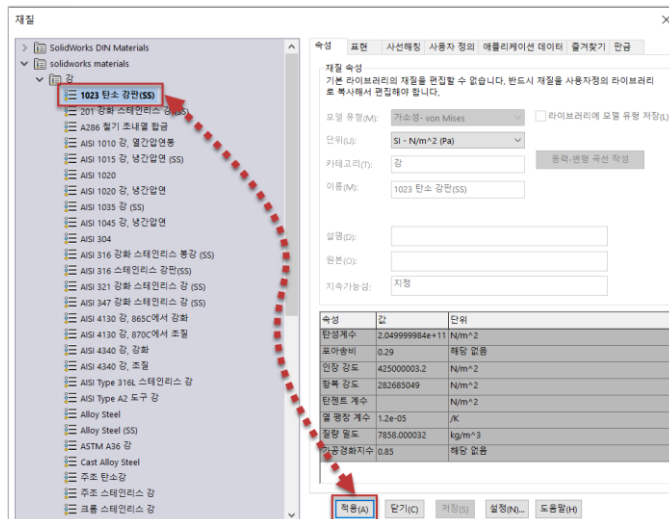 재질
SolidWorks DIN Materials
solidworks materials
강
1023 탄소 강판(SS)
201 강화 스테인리스 강(SS)
A286 철기 초내열 합금
AISI 1010 강, 열간압연봉
AISI 1015 강, 냉간압연 (SS)
AISI 1020
AISI 1020 강, 냉간압연
AISI 1035 강 (SS)
AISI 1045 강, 냉간압연
AISI 304
AISI 316 강화 스테인리스 봉강 (SS)
AISI 316 스테인리스 강판(SS)
AISI 321 강화 스테인리스 강 (SS)
AISI 347 강화 스테인리스 강 (SS)
AISI 4130 강, 865C에서 강화
AISI 4130 강, 870C에서 조질
AISI 4340 강, 강화
AISI 4340 강, 조질
AISI Type 316L 스테인리스 강
AISI Type A2 도구 강
Alloy Steel
Alloy Steel (SS)
ASTM A36 강
Cast Alloy Steel
주조 탄소강
주조 스테인리스 강
크롬 스테인리스 강
속성 표현 사선해칭 사용자 정의 애플리케이션 데이터 즐겨찾기 판금
재질 속성
기본 라이브러리의 재질을 편집할 수 없습니다. 반드시 재질을 사용자정의 라이브러리
로 복사해서 편집해야 합니다.
모델 유형(M): 가소성- von Mises 라이브러리에 모델 유형 저장(L)
단위(U): SI - N/m^2 (Pa)
카테고리(T): 강 응력-변형 곡선 작성
이름(M): 1023 탄소 강판(SS)
설명(D):
원본(O):
지속가능성: 지정
속성 값 단위
탄성계수 2.049999984e+11 N/m^2
포아송비 0.29 해당 없음
인장 강도 425000003.2 N/m^2
항복 강도 282685049 N/m^2
탄젠트 계수 N/m^2
열 팽창 계수 1.2e-05 /K
질량 밀도 7858.000032 kg/m^3
가공경화지수 0.85 해당 없음
적용(A) 닫기(C) 저장(S) 설정(N)... 도움말(H)